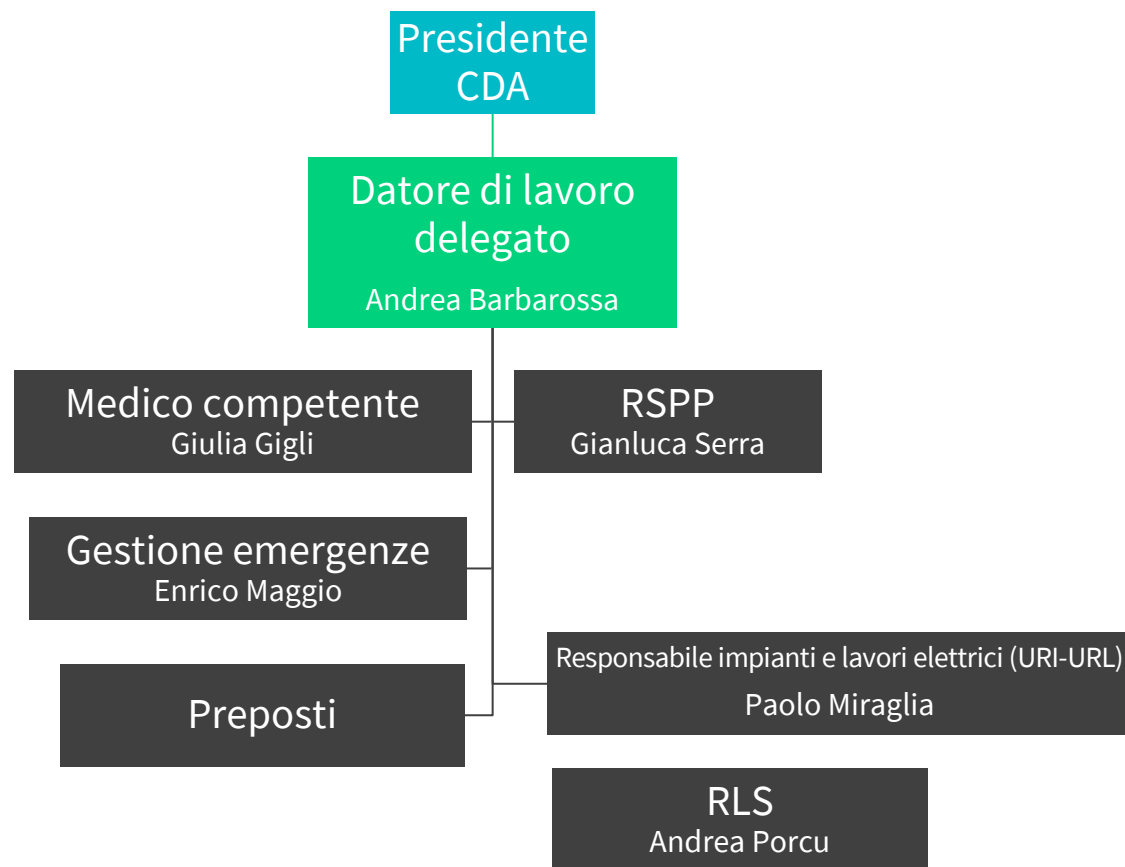 Presidente
CDA
Datore di lavoro
delegato
Andrea Barbarossa
Medico competente
Giulia Gigli
RSPP
Gianluca Serra
Gestione emergenze
Enrico Maggio
Responsabile impianti e lavori elettrici (URI-URL)
Paolo Miraglia
Preposti
RLS
Andrea Porcu